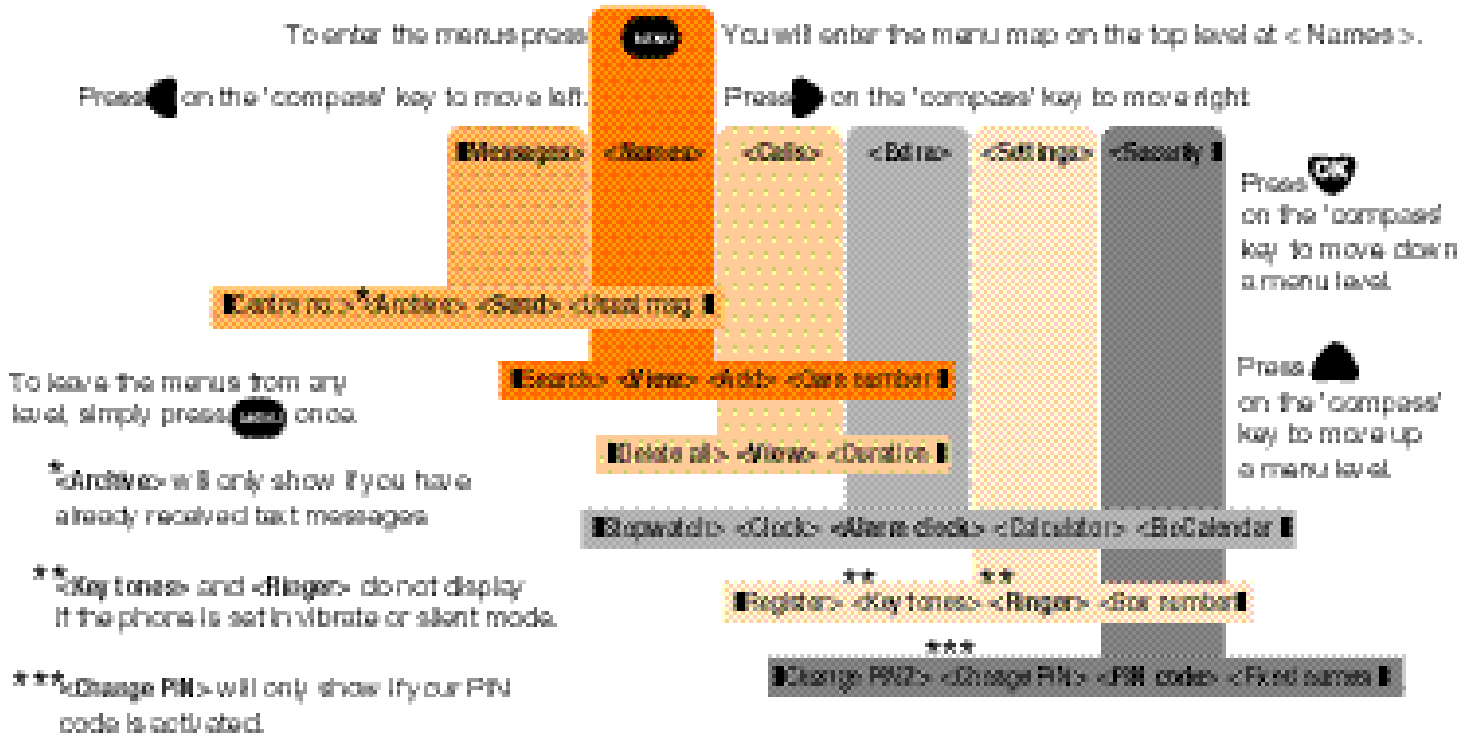 To enter the menus press MENU You will enter the menu map on the top level at < Names >.
Press on the 'compass' key to move left. Press on the 'compass' key to move right
Messages> <Names> <Calls> <Extras> <Settings> <Security
Press OK
on the 'compass'
key to move down
a menu level.
Centre no.> *<Archive> <Send> <Usual msg.
Search> <View> <Add> <Own number
To leave the menus from any
level, simply press MENU once.
Press
on the 'compass'
key to move up
a menu level.
Delete all> <View> <Duration
*<Archive> will only show if you have
already received text messages
Stopwatch> <Clock> <Alarm clock> <Calculator> <BioCalendar
** **
Register> <Key tones> <Ringer> number
**<Key tones> and <Ringer> do not display
if the phone is set in vibrate or silent mode.
***
Change PIN2> <Change PIN> <PIN code> <Fixed names
***<Change PIN> will only show if your PIN
code is activated.